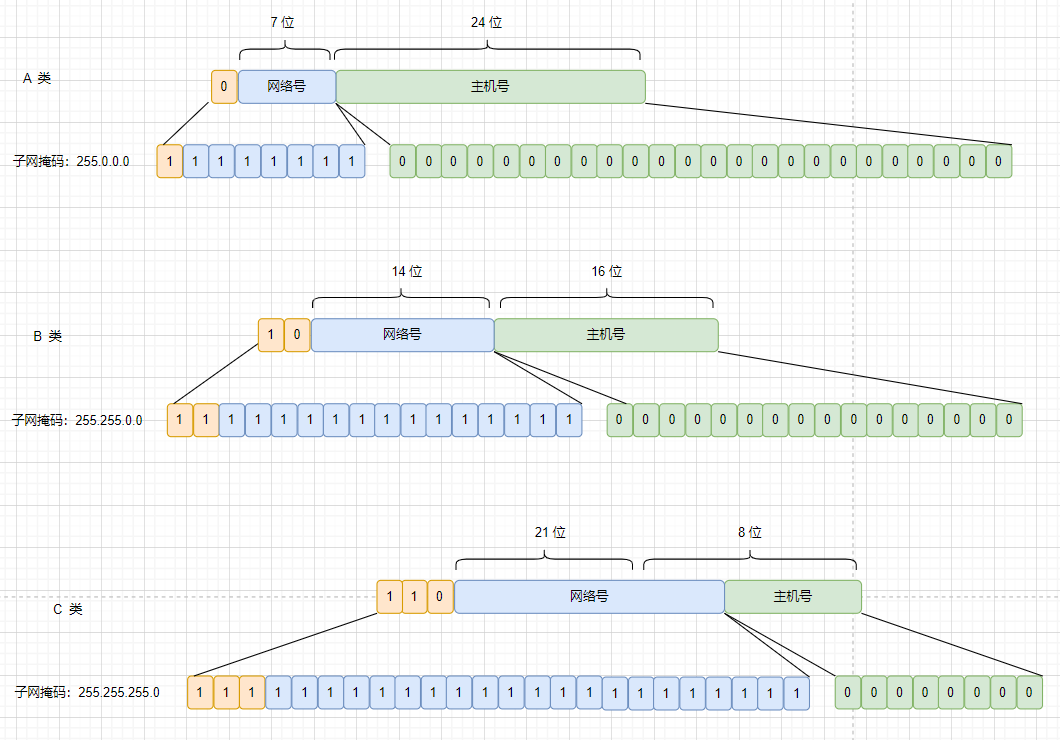 7 位 24 位
A 类 0 网络号 主机号
子网掩码：255.0.0.0 1 1 1 1 1 1 1 1 0 0 0 0 0 0 0 0 0 0 0 0 0 0 0 0 0 0 0 0 0 0 0 0
14 位 16 位
B 类 1 0 网络号 主机号
子网掩码：255.255.0.0 1 1 1 1 1 1 1 1 1 1 1 1 1 1 1 1 0 0 0 0 0 0 0 0 0 0 0 0 0 0 0 0
21 位 8 位
C 类 1 1 0 网络号 主机号
子网掩码：255.255.255.0 1 1 1 1 1 1 1 1 1 1 1 1 1 1 1 1 1 1 1 1 1 1 1 1 0 0 0 0 0 0 0 0